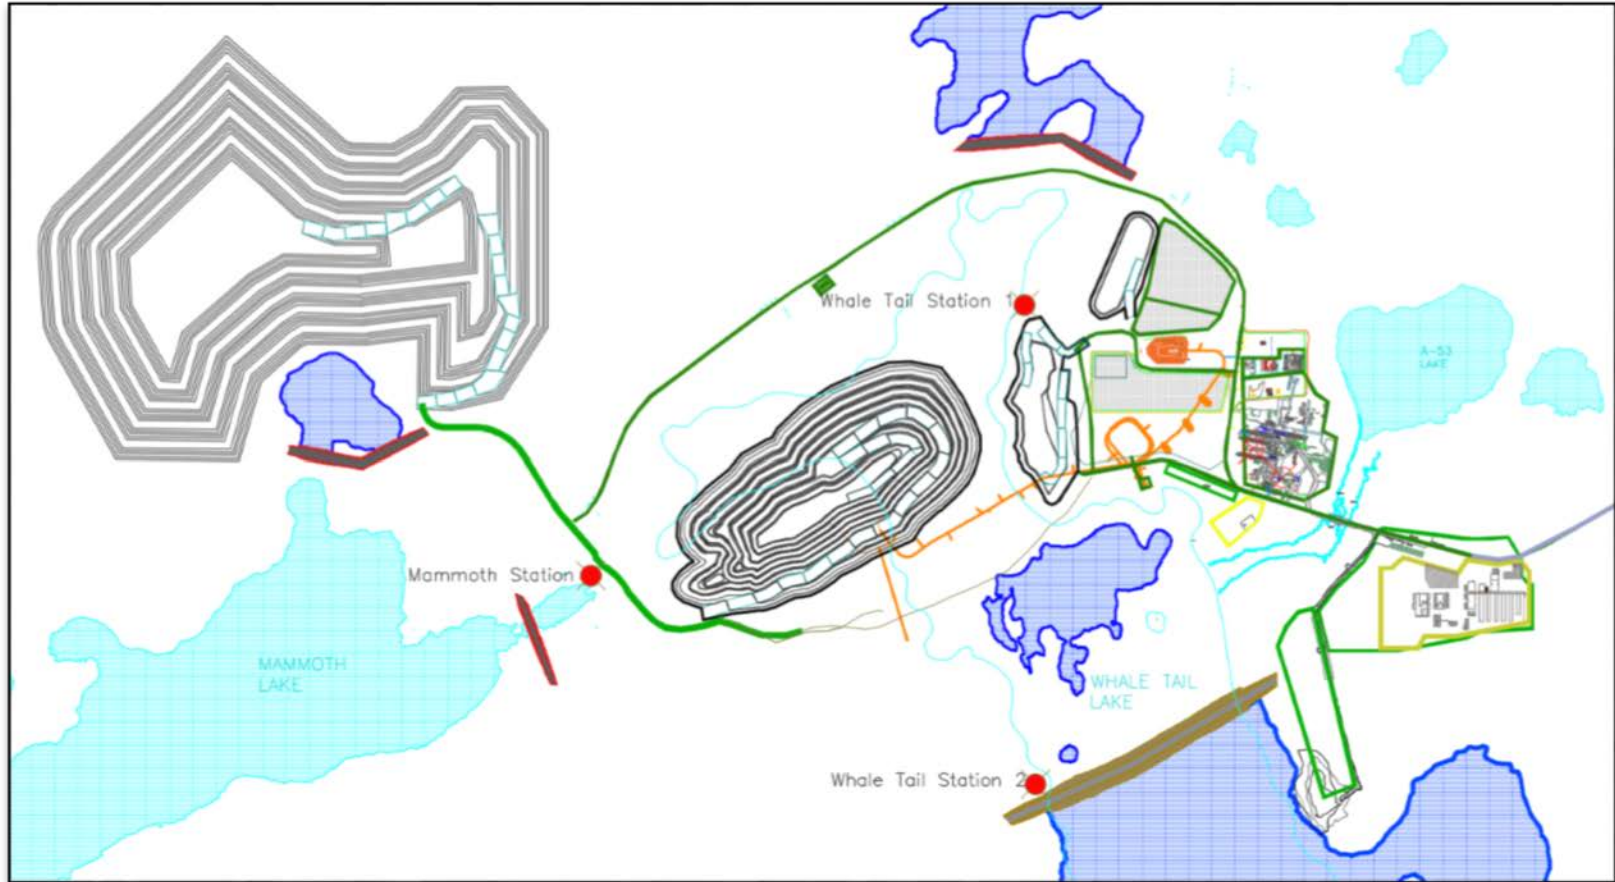 Whale Tail Station 1
A-53
LAKE
Mammoth Station
MAMMOTH
LAKE
WHALE TAIL
LAKE
Whale Tail Station 2